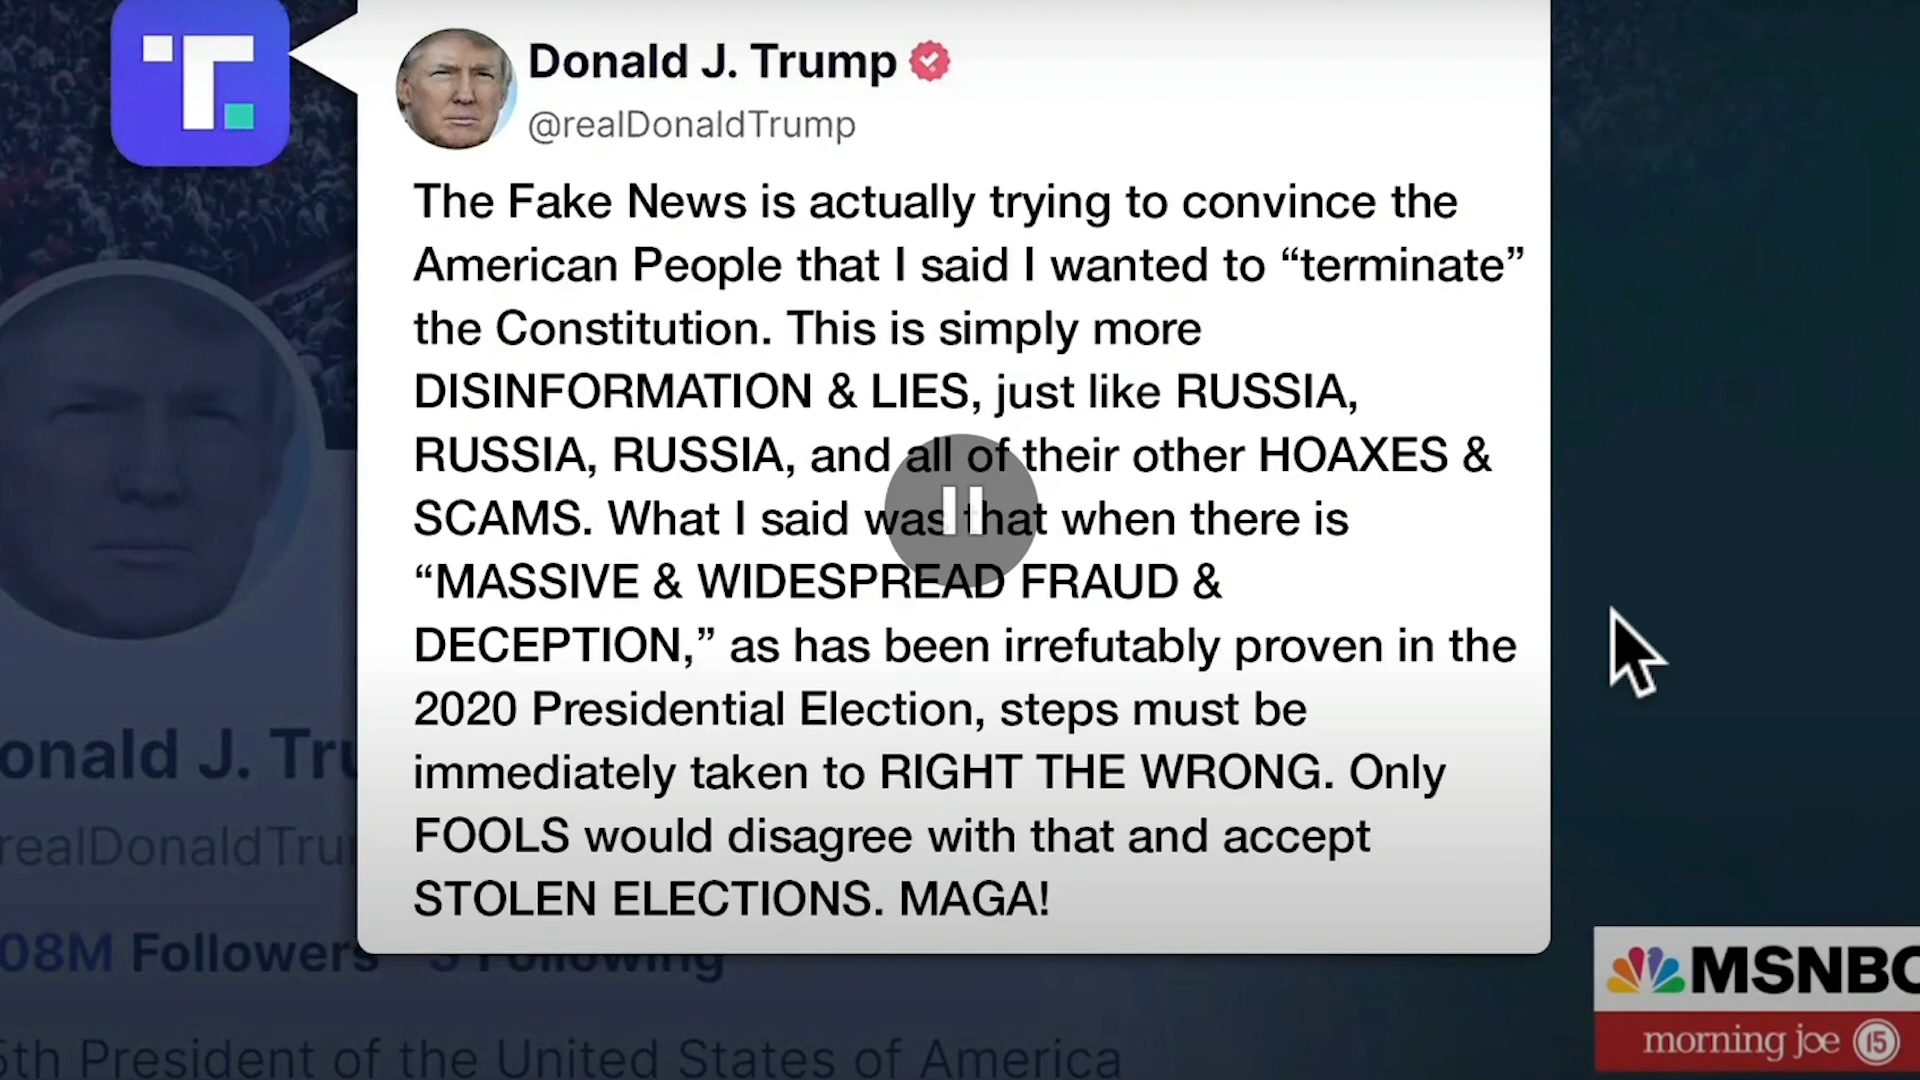 Donald J. Trump
@realDonaldTrump
The Fake News is actually trying to convince the
American People that I said I wanted to “terminate”
the Constitution. This is simply more
DISINFORMATION & LIES, just like RUSSIA,
RUSSIA, RUSSIA, and all of their other HOAXES &
SCAMS. What I said was that when there is
“MASSIVE & WIDESPREAD FRAUD &
DECEPTION,” as has been irrefutably proven in the
2020 Presidential Election, steps must be
immediately taken to RIGHT THE WRONG. Only
FOOLS would disagree with that and accept
STOLEN ELECTIONS. MAGA!
onald J. Tru
realDonaldTru
08M Followers 3 Following
5th President of the United States of America
MSNBC
morning joe 15